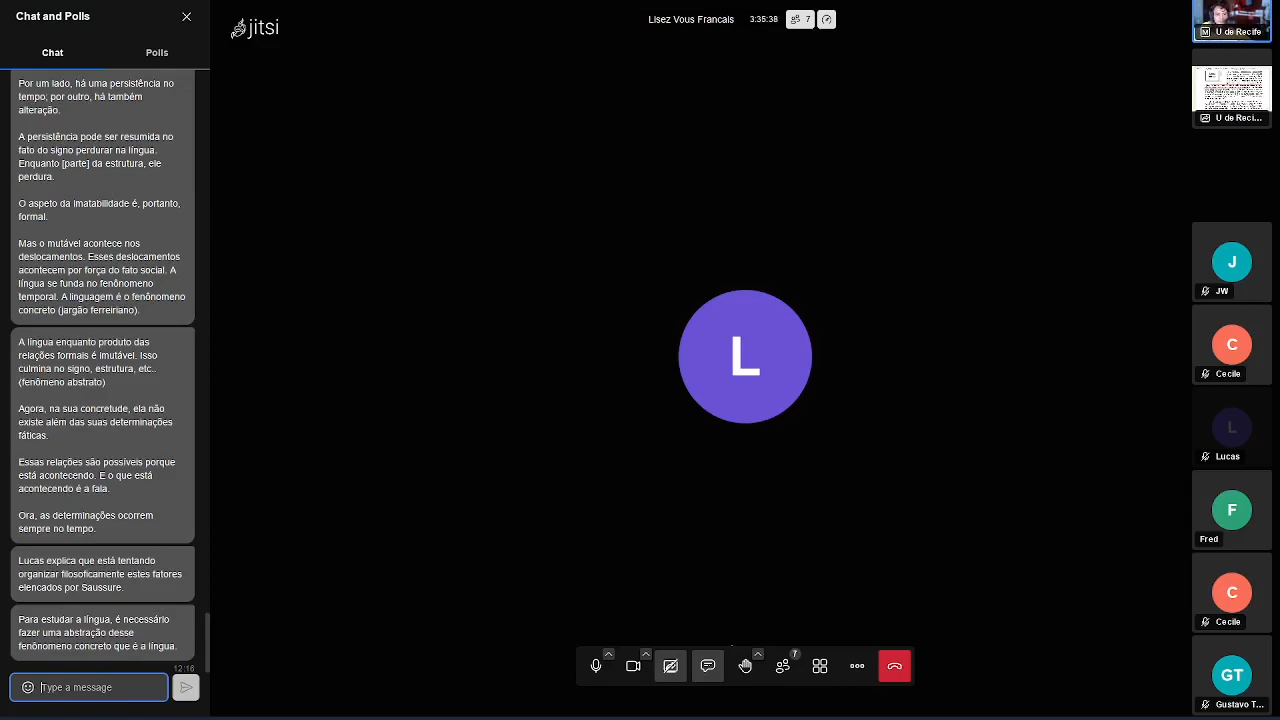 Chat and Polls
Chat
Polls
Por um lado, há uma persistência no
tempo; por outro, há também
alteração.
A persistência pode ser resumida no
fato do signo perdurar na língua.
Enquanto [parte] da estrutura, ele
perdura.
O aspeto da imatabilidade é, portanto,
formal.
Mas o mutável acontece nos
deslocamentos. Esses deslocamentos
acontecem por força do fato social. A
língua se funda no fenômeno
temporal. A linguagem é o fenômeno
concreto (jargão ferreiriano).
A língua enquanto produto das
relações formais é imutável. Isso
culmina no signo, estrutura, etc..
(fenômeno abstrato)
Agora, na sua concretude, ela não
existe além das suas determinações
fáticas.
Essas relações são possíveis porque
está acontecendo. E o que está
acontecendo é a fala.
Ora, as determinações ocorrem
sempre no tempo.
Lucas explica que está tentando
organizar filosoficamente estes fatores
elencados por Saussure.
Para estudar a língua, é necessário
fazer uma abstração desse
fenômeno concreto que é a língua.
12:16
Type a message
jitsi
Lisez Vous Francais
3:35:38
7
L
7
M U de Recife
U de Reci...
J
JW
C
Cecile
L
Lucas
F
Fred
C
Cecile
GT
Gustavo T...